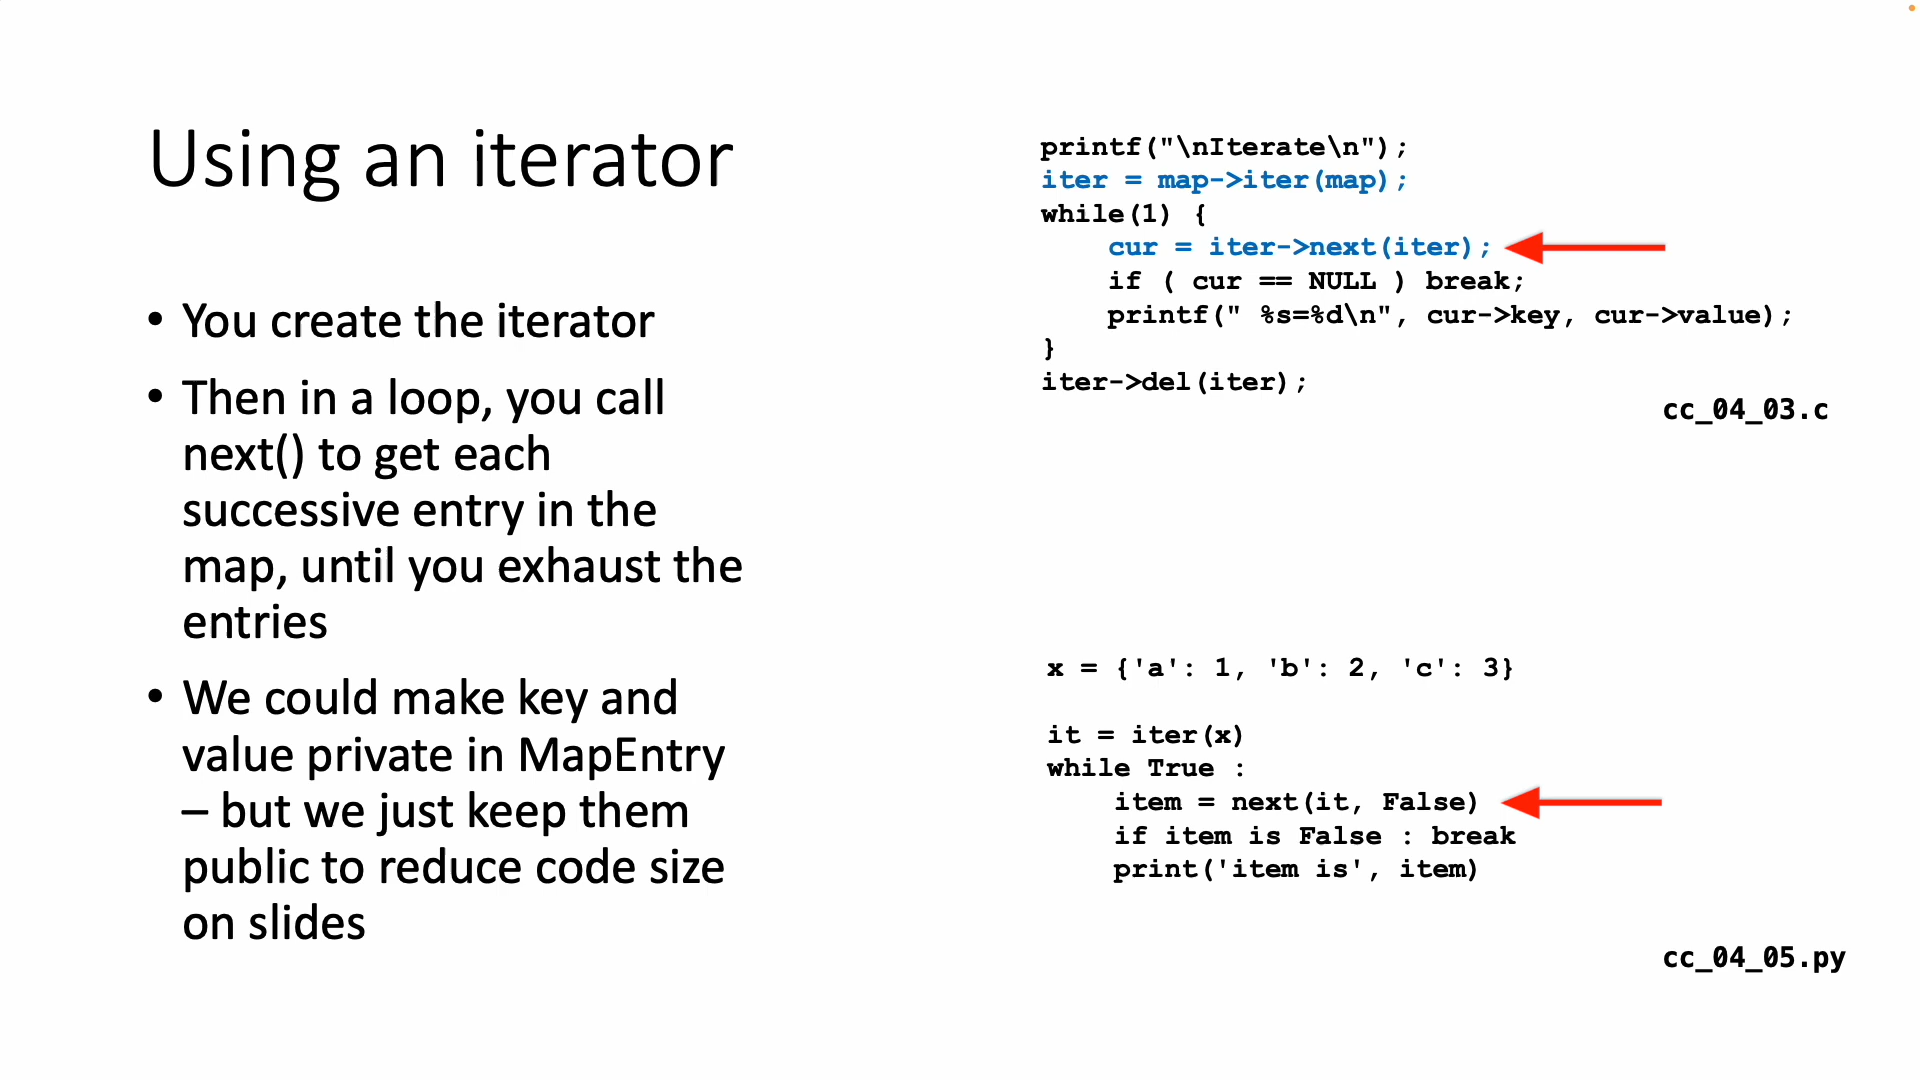 Using an iterator
• You create the iterator
• Then in a loop, you call
next() to get each
successive entry in the
map, until you exhaust the
entries
• We could make key and
value private in MapEntry
– but we just keep them
public to reduce code size
on slides
printf("\nIterate\n");
iter = map->iter(map);
while(1) {
    cur = iter->next(iter);
    if ( cur == NULL ) break;
    printf(" %s=%d\n", cur->key, cur->value);
}
iter->del(iter);
cc_04_03.c
x = {'a': 1, 'b': 2, 'c': 3}
it = iter(x)
while True :
    item = next(it, False)
    if item is False : break
    print('item is', item)
cc_04_05.py